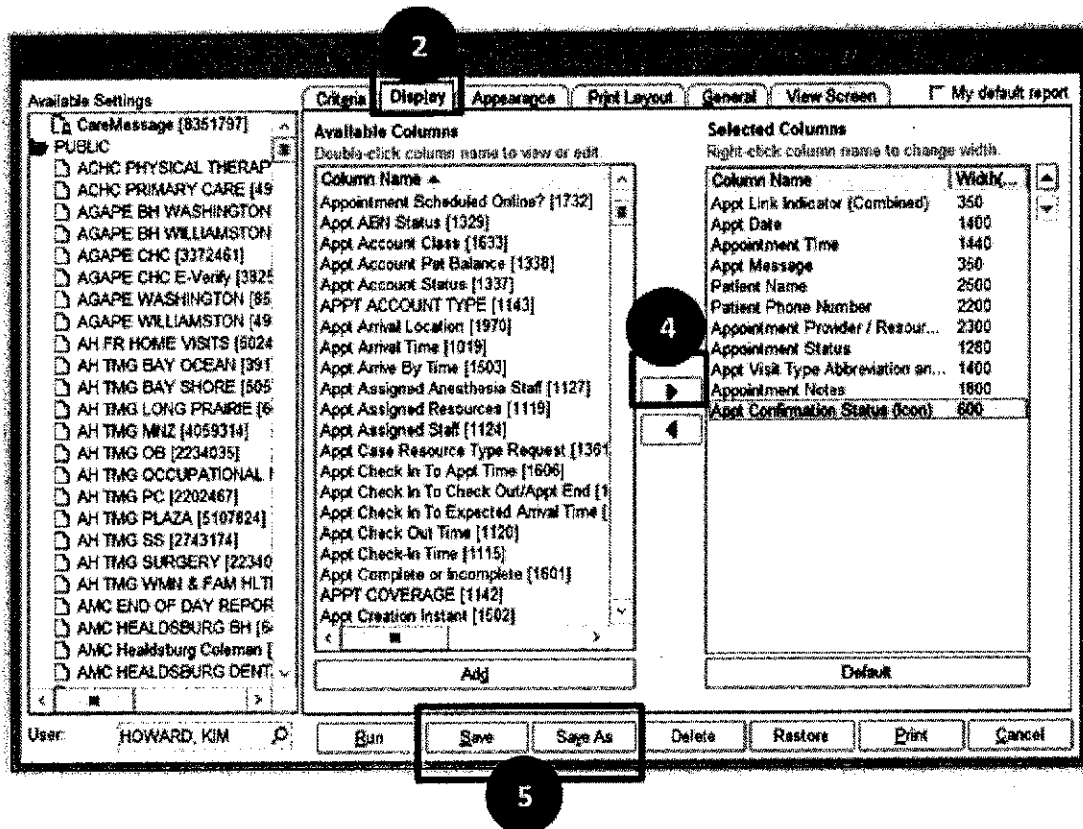 2
Available Settings
CareMessage [8351797]
PUBLIC
ACHC PHYSICAL THERAP
ACHC PRIMARY CARE [49
AGAPE BH WASHINGTON
AGAPE BH WILLIAMSTON
AGAPE CHC [3372461]
AGAPE CHC E-Verify [3825
AGAPE WASHINGTON [85
AGAPE WILLIAMSTON [49
AH FR HOME VISITS [5024
AH TMG BAY OCEAN [391
AH TMG BAY SHORE [505
AH TMG LONG PRAIRIE [6
AH TMG MNZ [4059314]
AH TMG OB [2234035]
AH TMG OCCUPATIONAL
AH TMG PC [2202467]
AH TMG PLAZA [5107824]
AH TMG SS [2743174]
AH TMG SURGERY [22340
AH TMG WMN & FAM HLT
AMC END OF DAY REPOR
AMC HEALDSBURG BH [6
AMC Healdsburg Coleman [
AMC HEALDSBURG DENT
Criteria Display Appearance Print Layout General View Screen My default report
Available Columns
Double-click column name to view or edit.
Column Name
Appointment Scheduled Online? [1732]
Appt ABN Status [1329]
Appt Account Class [1633]
Appt Account Pat Balance [1338]
Appt Account Status [1337]
APPT ACCOUNT TYPE [1143]
Appt Arrival Location [1970]
Appt Arrival Time [1019]
Appt Arrive By Time [1503]
Appt Assigned Anesthesia Staff [1127]
Appt Assigned Resources [1119]
Appt Assigned Staff [1124]
Appt Case Resource Type Request [1361
Appt Check In To Appt Time [1606]
Appt Check In To Check Out/Appt End [1
Appt Check In To Expected Arrival Time [
Appt Check Out Time [1120]
Appt Check-In Time [1115]
Appt Complete or Incomplete [1601]
APPT COVERAGE [1142]
Appt Creation Instant [1502]
Add
4
Selected Columns
Right-click column name to change width.
Column Name Width(...
Appt Link Indicator (Combined) 350
Appt Date 1400
Appointment Time 1440
Appt Message 350
Patient Name 2500
Patient Phone Number 2200
Appointment Provider / Resour... 2300
Appointment Status 1280
Appt Visit Type Abbreviation an... 1400
Appointment Notes 1800
Appt Confirmation Status (Icon) 600
Default
User: HOWARD, KIM
Run Save Save As Delete Restore Print Cancel
5